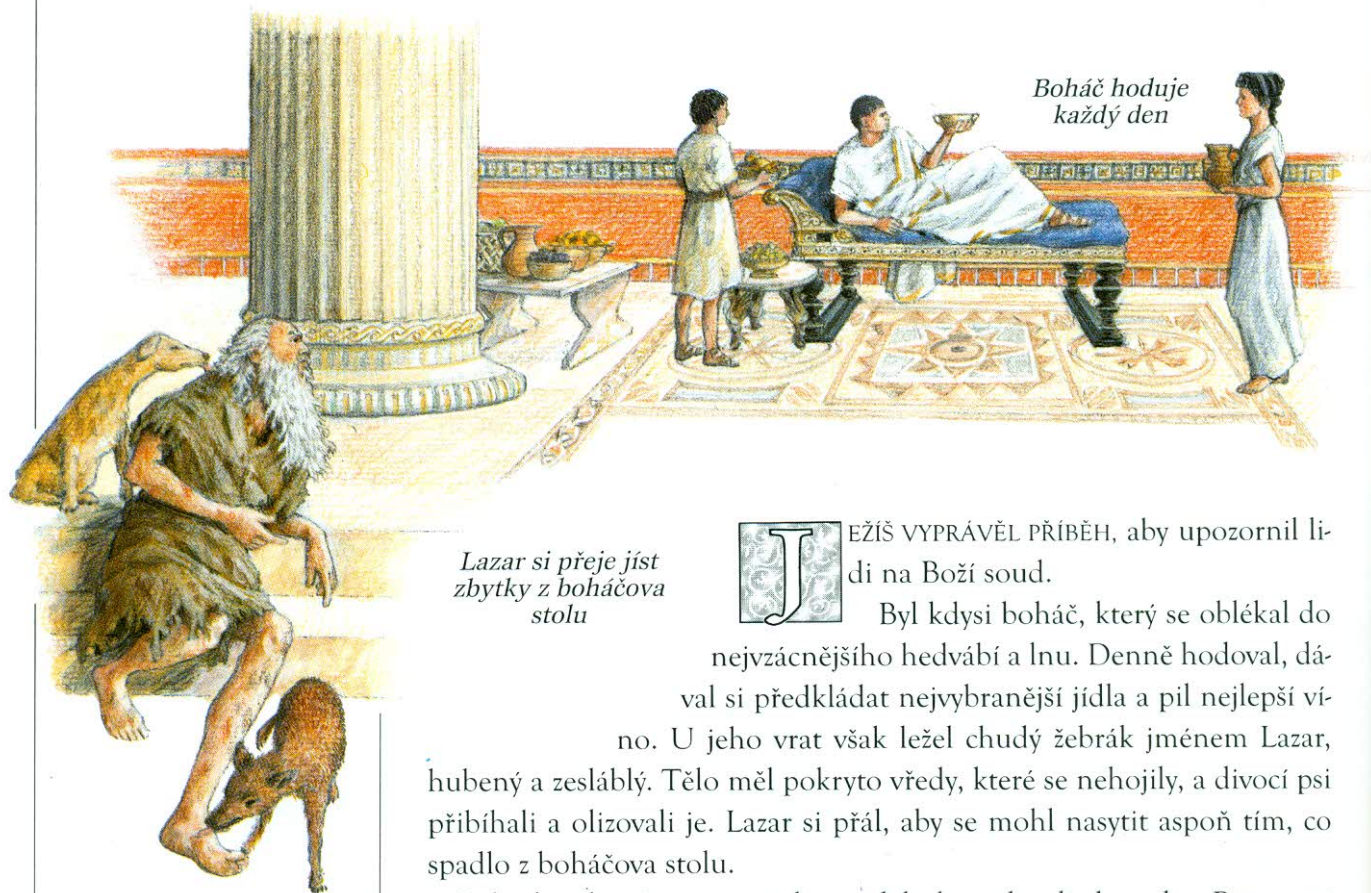 Boháč hoduje
každý den
Lazar si přeje jíst
zbytky z boháčova
stolu
JEŽÍŠ VYPRÁVĚL PŘÍBĚH, aby upozornil li-
di na Boží soud.
Byl kdysi boháč, který se oblékal do
nejvzácnějšího hedvábí a lnu. Denně hodoval, dá-
val si předkládat nejvybranější jídla a pil nejlepší ví-
no. U jeho vrat však ležel chudý žebrák jménem Lazar,
hubený a zesláblý. Tělo měl pokryto vředy, které se nehojily, a divocí psi
přibíhali a olizovali je. Lazar si přál, aby se mohl nasytit aspoň tím, co
spadlo z boháčova stolu.